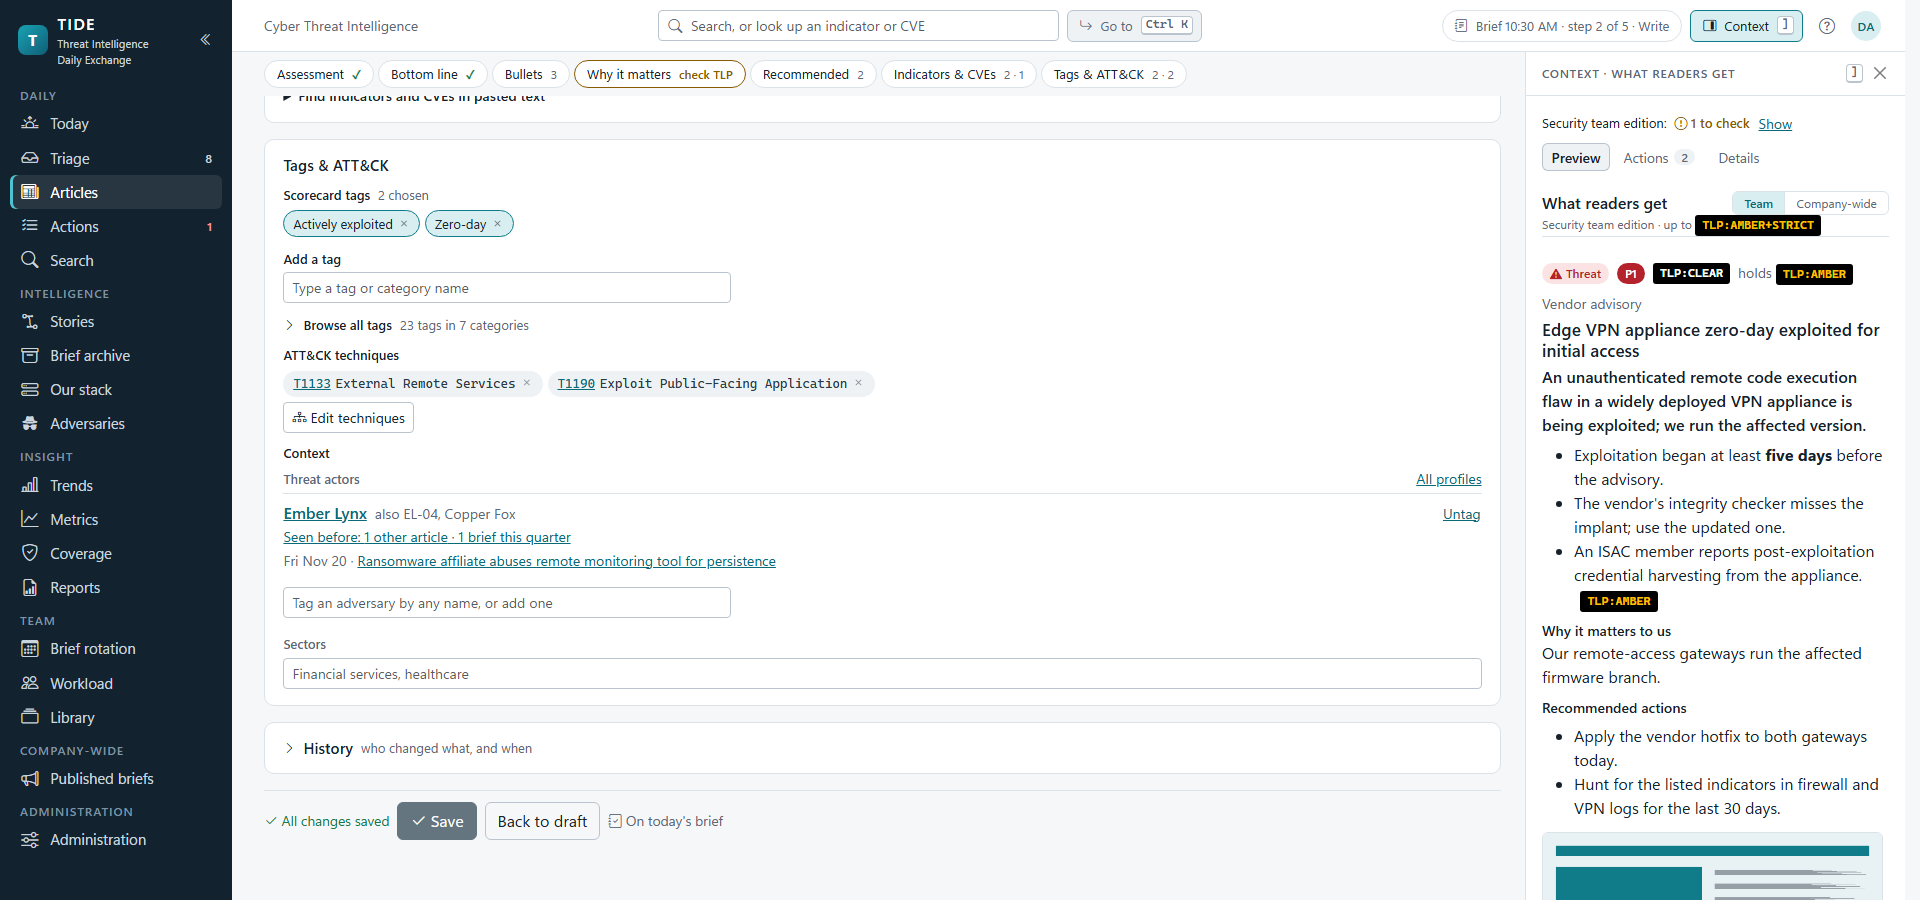 TIDE
Threat Intelligence
Daily Exchange
DAILY
Today
Triage 8
Articles
Actions 1
Search
INTELLIGENCE
Stories
Brief archive
Our stack
Adversaries
INSIGHT
Trends
Metrics
Coverage
Reports
TEAM
Brief rotation
Workload
Library
COMPANY-WIDE
Published briefs
ADMINISTRATION
Administration
Cyber Threat Intelligence
Search, or look up an indicator or CVE
Go to Ctrl K
Brief 10:30 AM · step 2 of 5 · Write
Context ]
?
DA
Assessment ✓
Bottom line ✓
Bullets 3
Why it matters check TLP
Recommended 2
Indicators & CVEs 2 · 1
Tags & ATT&CK 2 · 2
Find indicators and CVEs in pasted text
Tags & ATT&CK
Scorecard tags 2 chosen
Actively exploited ×
Zero-day ×
Add a tag
Type a tag or category name
Browse all tags 23 tags in 7 categories
ATT&CK techniques
T1133 External Remote Services ×
T1190 Exploit Public-Facing Application ×
Edit techniques
Context
Threat actors
All profiles
Ember Lynx also EL-04, Copper Fox
Untag
Seen before: 1 other article · 1 brief this quarter
Fri Nov 20 · Ransomware affiliate abuses remote monitoring tool for persistence
Tag an adversary by any name, or add one
Sectors
Financial services, healthcare
History who changed what, and when
All changes saved
Save
Back to draft
On today's brief
CONTEXT · WHAT READERS GET
]
Security team edition: 1 to check Show
Preview
Actions 2
Details
What readers get
Team
Company-wide
Security team edition · up to TLP:AMBER+STRICT
Threat P1 TLP:CLEAR holds TLP:AMBER
Vendor advisory
Edge VPN appliance zero-day exploited for
initial access
An unauthenticated remote code execution
flaw in a widely deployed VPN appliance is
being exploited; we run the affected version.
• Exploitation began at least five days before
the advisory.
• The vendor's integrity checker misses the
implant; use the updated one.
• An ISAC member reports post-exploitation
credential harvesting from the appliance.
TLP:AMBER
Why it matters to us
Our remote-access gateways run the affected
firmware branch.
Recommended actions
• Apply the vendor hotfix to both gateways
today.
• Hunt for the listed indicators in firewall and
VPN logs for the last 30 days.